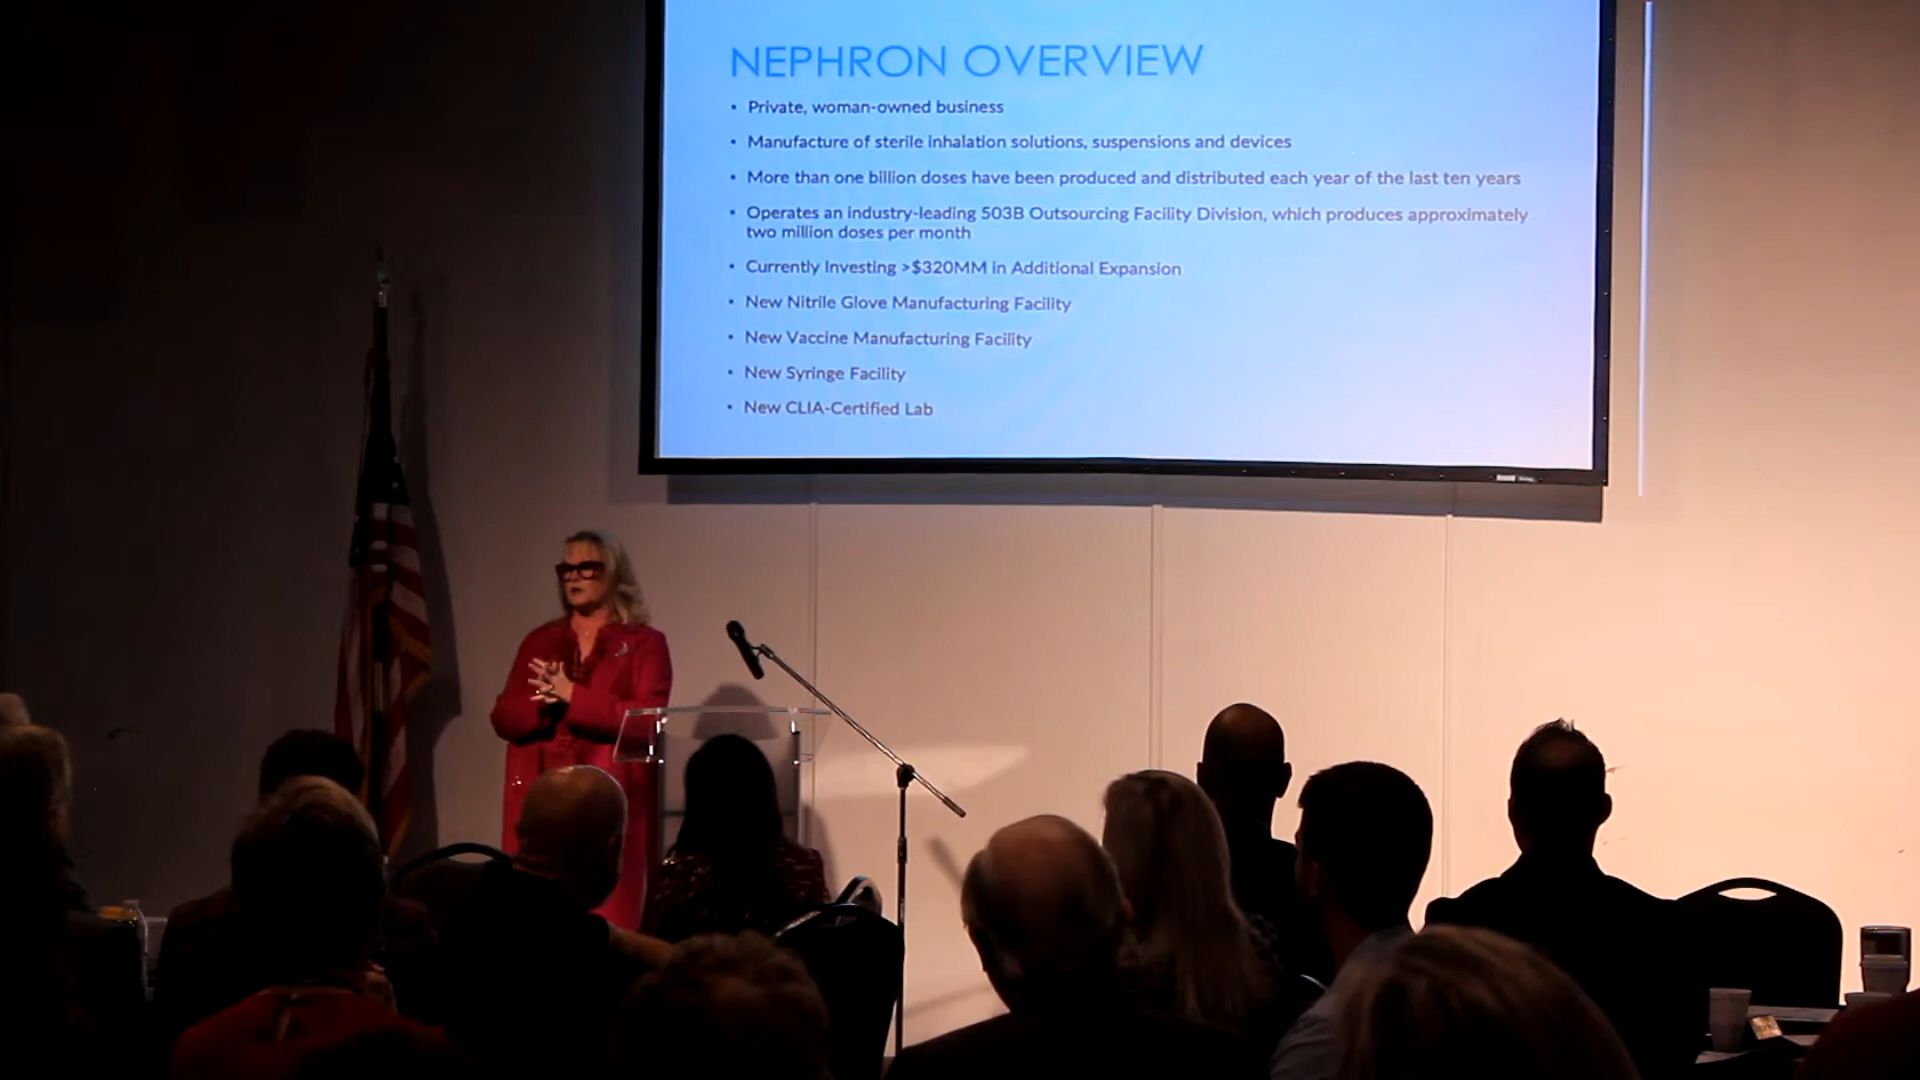 NEPHRON OVERVIEW
• Private, woman-owned business
• Manufacture of sterile inhalation solutions, suspensions and devices
• More than one billion doses have been produced and distributed each year of the last ten years
• Operates an industry-leading 503B Outsourcing Facility Division, which produces approximately
two million doses per month
• Currently Investing >$320MM in Additional Expansion
• New Nitrile Glove Manufacturing Facility
• New Vaccine Manufacturing Facility
• New Syringe Facility
• New CLIA-Certified Lab